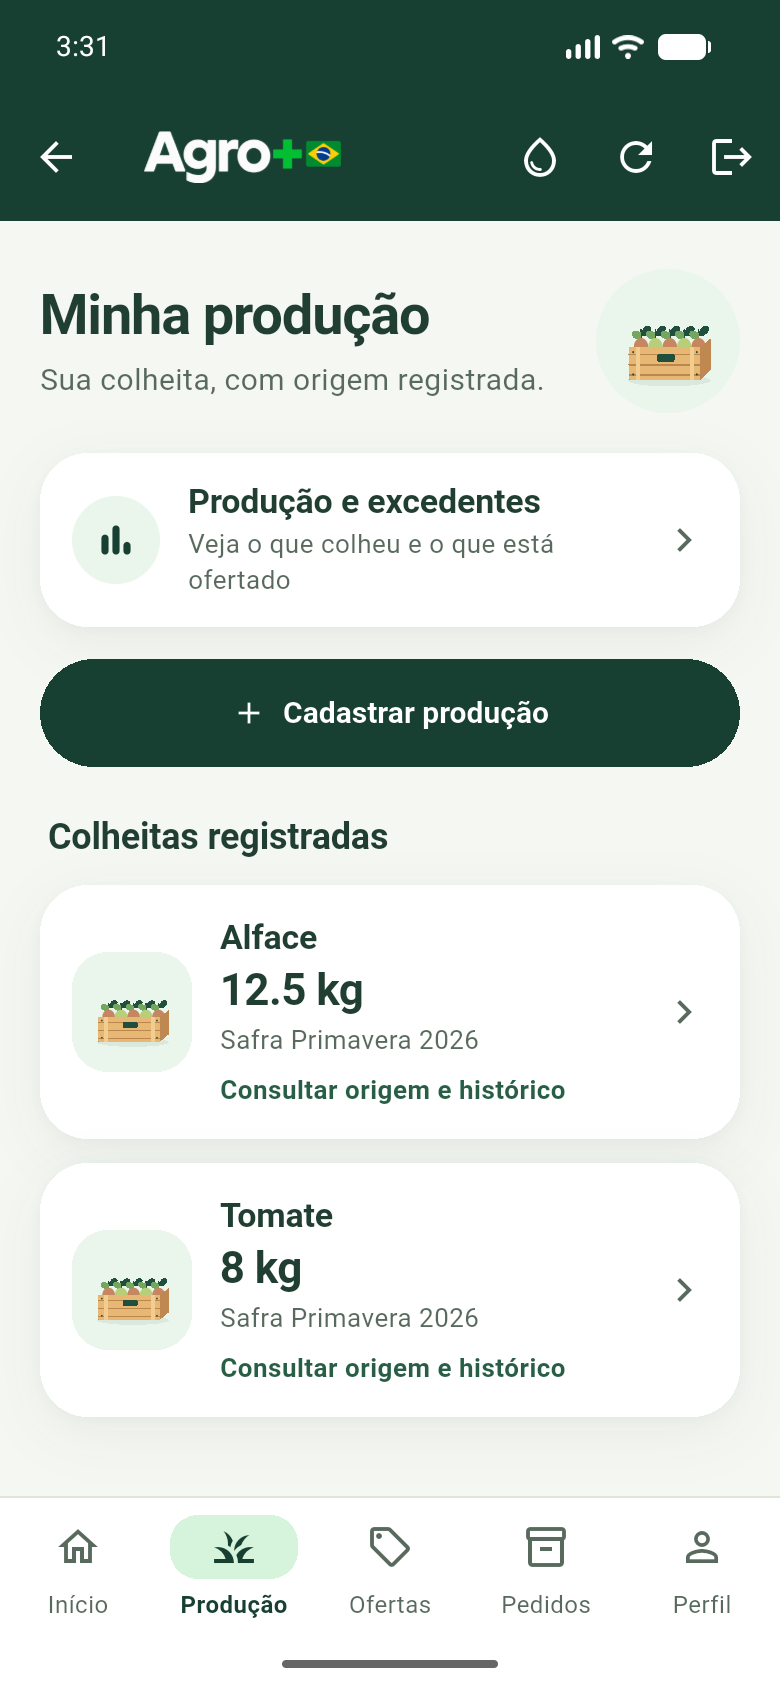 3:31
Agro+
Minha produção
Sua colheita, com origem registrada.
Produção e excedentes
Veja o que colheu e o que está
ofertado
+ Cadastrar produção
Colheitas registradas
Alface
12.5 kg
Safra Primavera 2026
Consultar origem e histórico
Tomate
8 kg
Safra Primavera 2026
Consultar origem e histórico
Início
Produção
Ofertas
Pedidos
Perfil